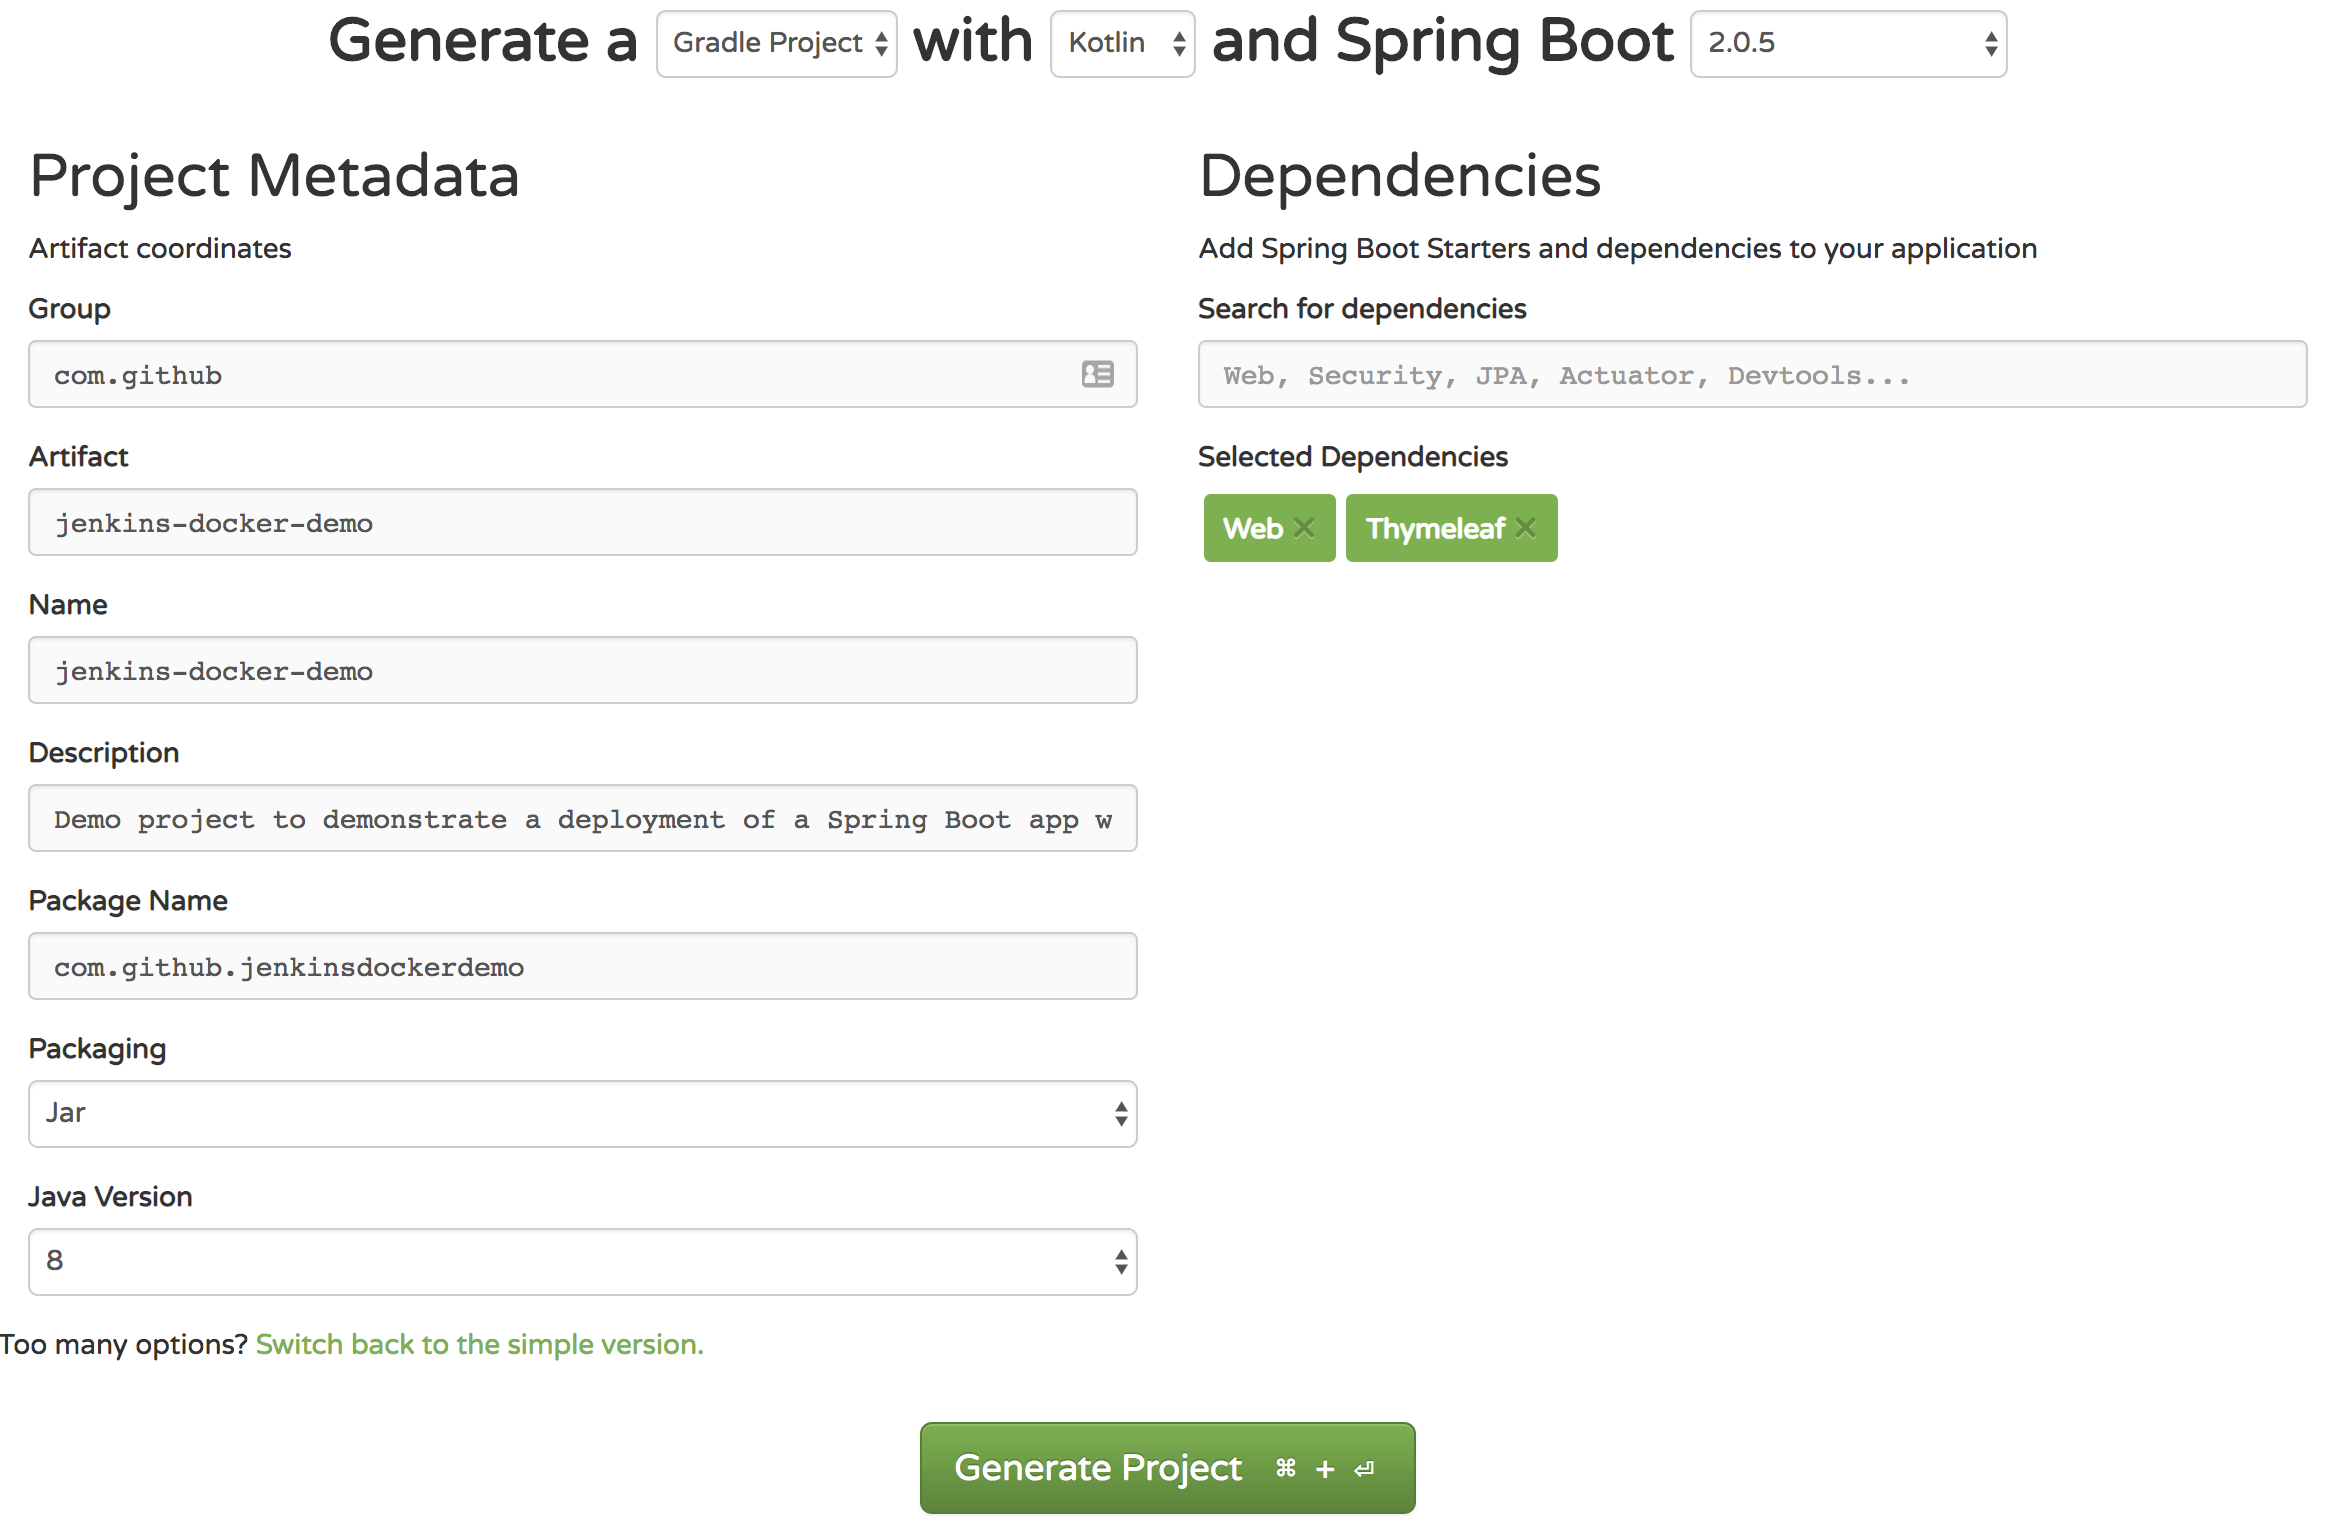 Generate a Gradle Project with Kotlin and Spring Boot 2.0.5
Project Metadata
Artifact coordinates
Group
com.github
Artifact
jenkins-docker-demo
Name
jenkins-docker-demo
Description
Demo project to demonstrate a deployment of a Spring Boot app w
Package Name
com.github.jenkinsdockerdemo
Packaging
Jar
Java Version
8
Dependencies
Add Spring Boot Starters and dependencies to your application
Search for dependencies
Web, Security, JPA, Actuator, Devtools...
Selected Dependencies
Web × Thymeleaf ×
Too many options? Switch back to the simple version.
Generate Project ⌘ + ⏎